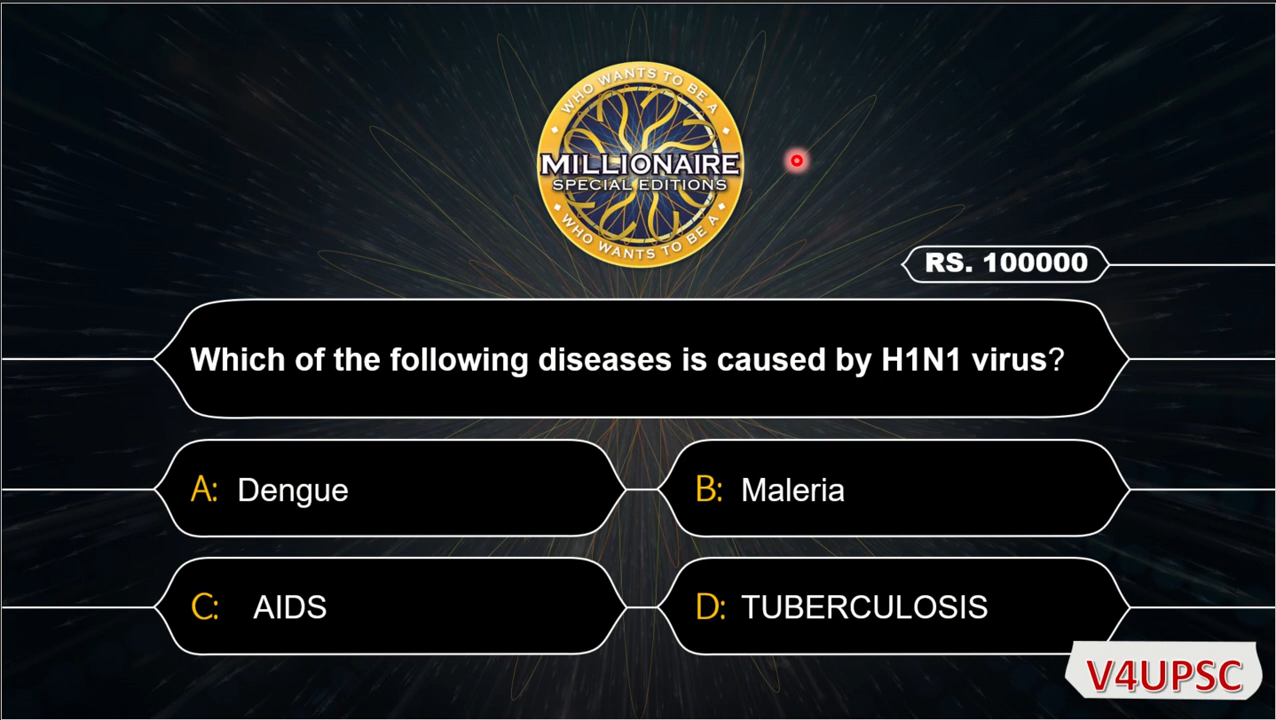 WHO WANTS TO BE A
MILLIONAIRE
SPECIAL EDITIONS
WHO WANTS TO BE A
RS. 100000
Which of the following diseases is caused by H1N1 virus?
A: Dengue
B: Maleria
C: AIDS
D: TUBERCULOSIS
V4UPSC